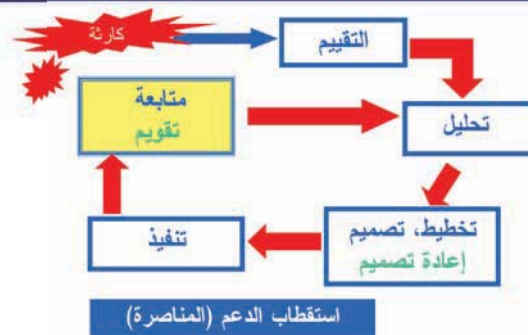 كارثة
التقييم
تحليل
متابعة
تقويم
تخطيط، تصميم
إعادة تصميم
تنفيذ
استقطاب الدعم (المناصرة)